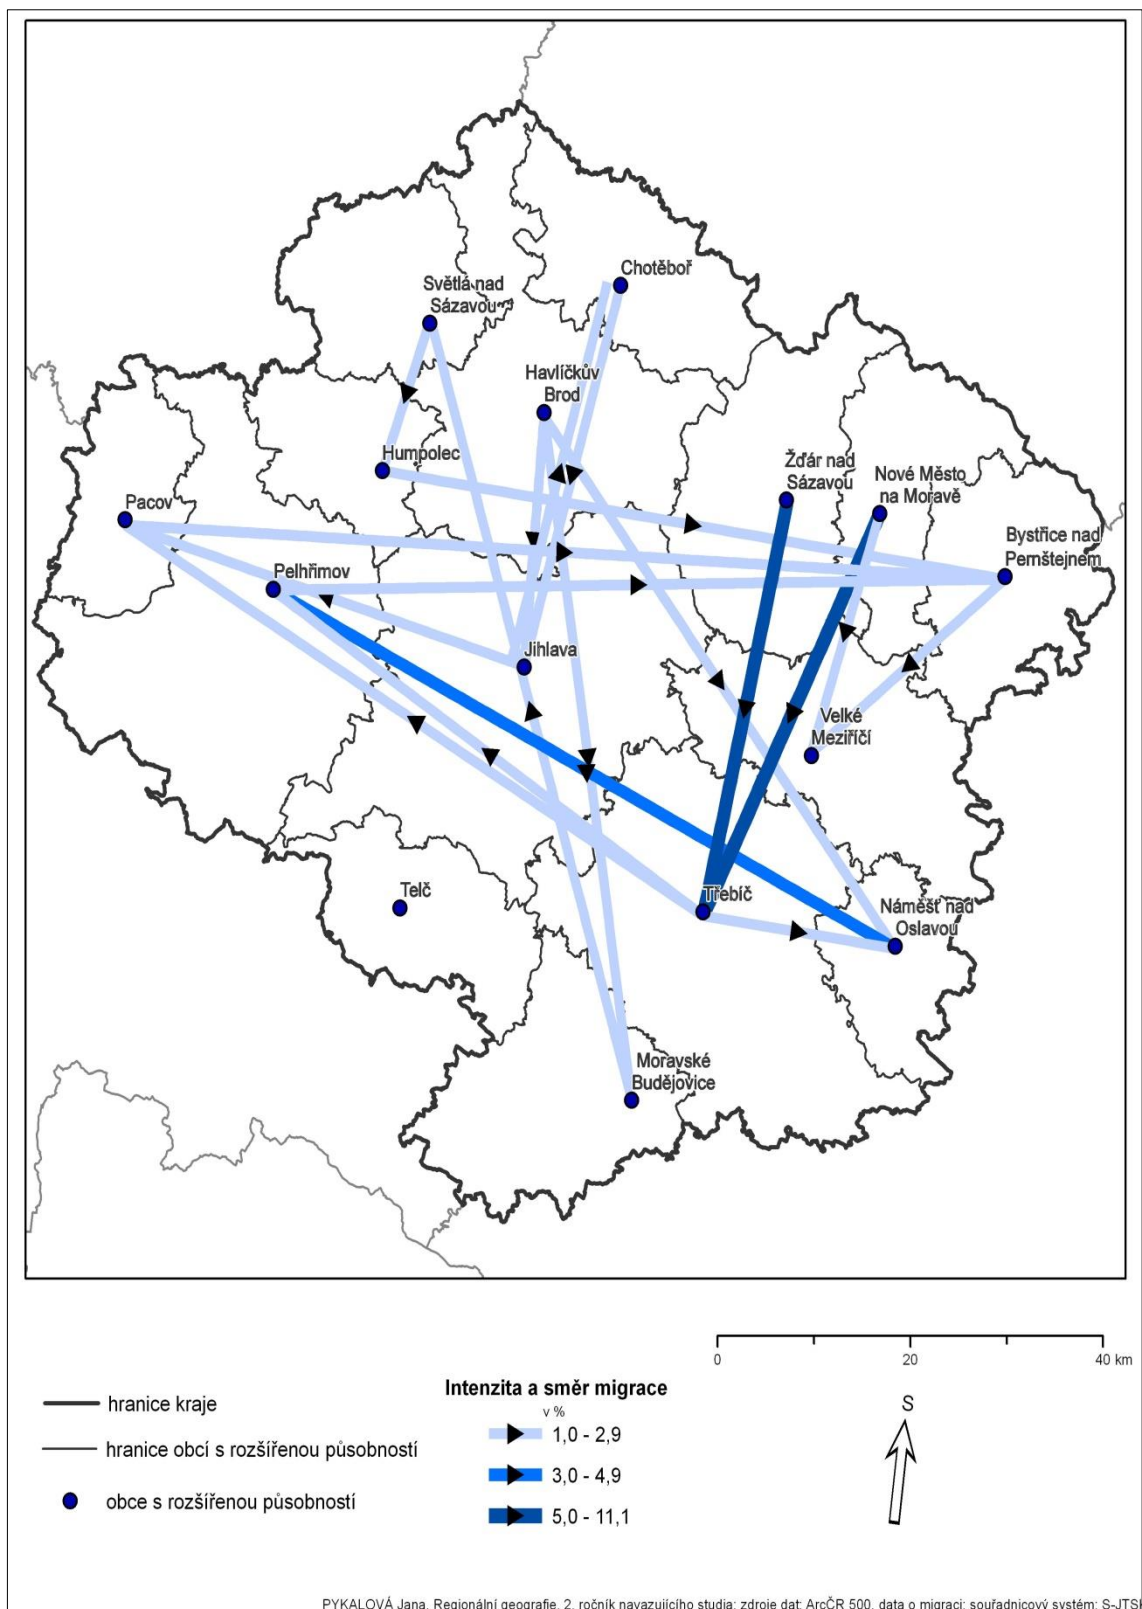 Chotěboř
Světlá nad
Sázavou
Havlíčkův
Brod
Humpolec
Žďár nad
Sázavou
Nové Město
na Moravě
Pacov
Bystřice nad
Pernštejnem
Pelhřimov
Jihlava
Velké
Meziříčí
Telč
Třebíč
Náměšť nad
Oslavou
Moravské
Budějovice
0 20 40 km
hranice kraje
hranice obcí s rozšířenou působností
obce s rozšířenou působností
Intenzita a směr migrace
v %
1,0 - 2,9
3,0 - 4,9
5,0 - 11,1
S
PYKALOVÁ Jana, Regionální geografie, 2. ročník navazujícího studia; zdroje dat: ArcČR 500, data o migraci; souřadnicový systém: S-JTSK